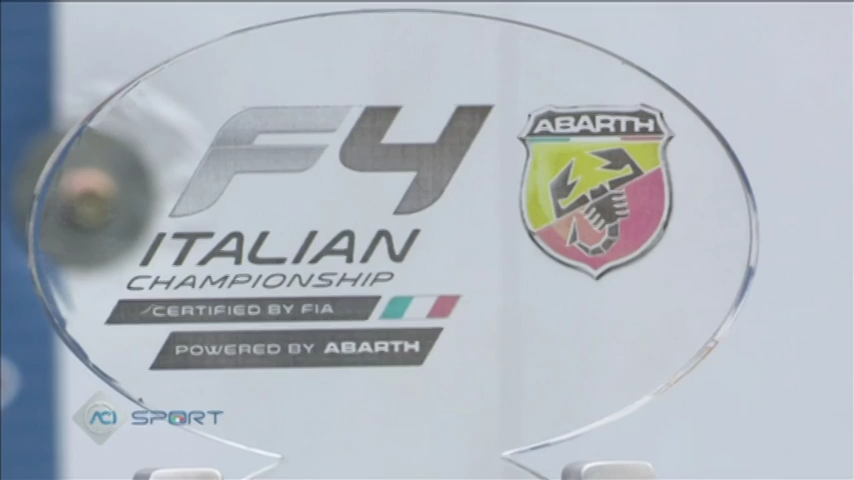 F4
ABARTH
ITALIAN
CHAMPIONSHIP
CERTIFIED BY FIA
POWERED BY ABARTH
ACI SPORT